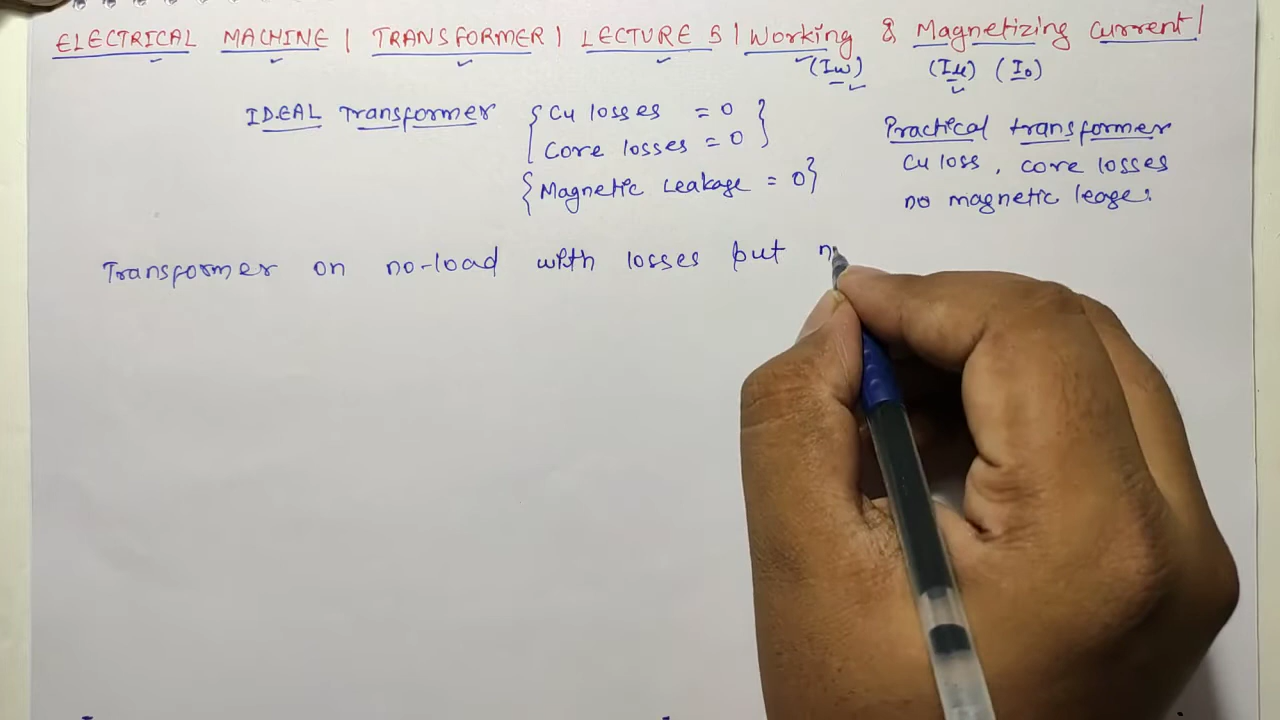 ELECTRICAL MACHINE | TRANSFORMER | LECTURE 5 | Working & Magnetizing Current |
(Iw) (Iμ) (I0)
IDEAL Transformer { Cu losses = 0 }
Core losses = 0
{ Magnetic Leakage = 0 }
Practical transformer
Cu loss, core losses
no magnetic leage.
Transformer on no-load with losses but n